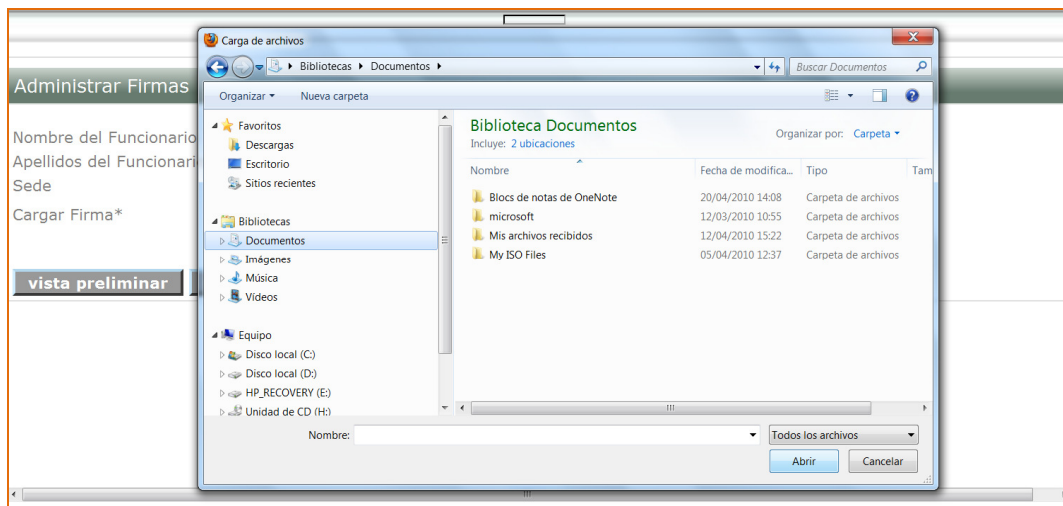 Carga de archivos
Bibliotecas ▸ Documentos ▸
Buscar Documentos
Administrar Firmas
Organizar Nueva carpeta
Nombre del Funcionario
Apellidos del Funcionari
Sede
Cargar Firma*
vista preliminar
Favoritos
Descargas
Escritorio
Sitios recientes
Bibliotecas
Documentos
Imágenes
Música
Vídeos
Equipo
Disco local (C:)
Disco local (D:)
HP_RECOVERY (E:)
Unidad de CD (H:)
Biblioteca Documentos
Incluye: 2 ubicaciones
Organizar por: Carpeta
Nombre Fecha de modifica... Tipo Tam
Blocs de notas de OneNote 20/04/2010 14:08 Carpeta de archivos
microsoft 12/03/2010 10:55 Carpeta de archivos
Mis archivos recibidos 12/04/2010 15:22 Carpeta de archivos
My ISO Files 05/04/2010 12:37 Carpeta de archivos
Nombre:
Todos los archivos
Abrir Cancelar